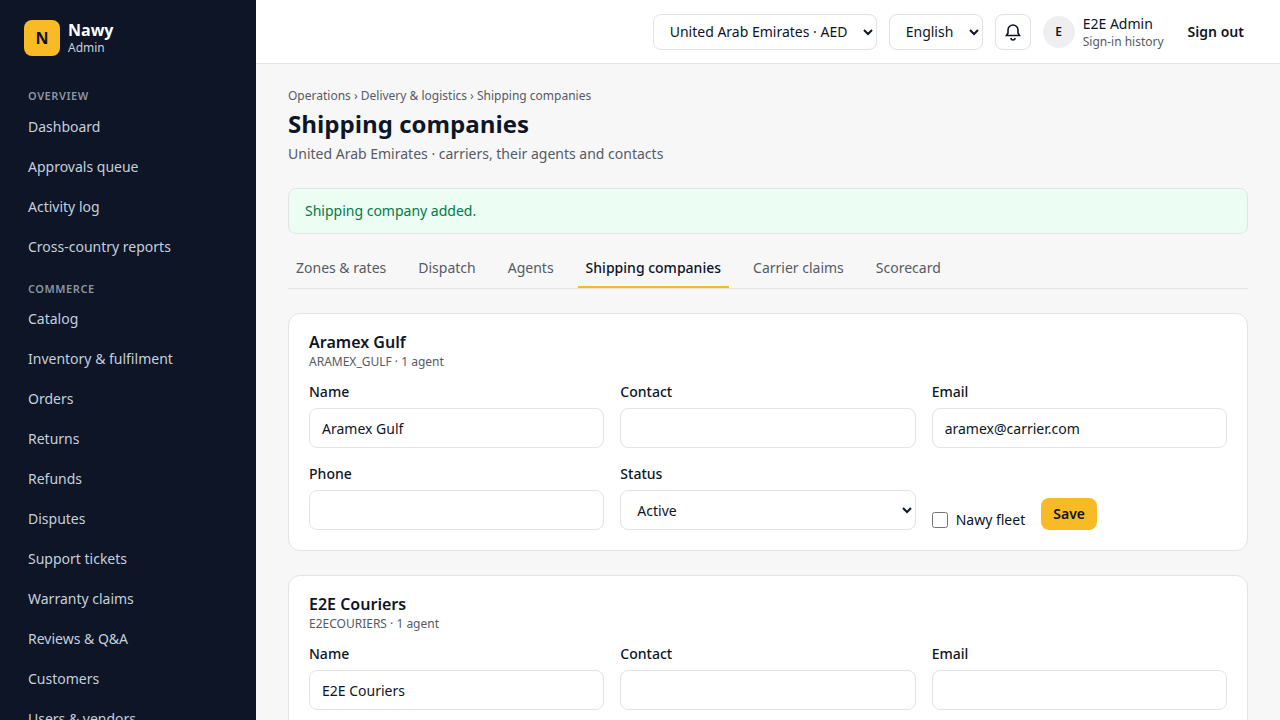 N
Nawy
Admin
OVERVIEW
Dashboard
Approvals queue
Activity log
Cross-country reports
COMMERCE
Catalog
Inventory & fulfilment
Orders
Returns
Refunds
Disputes
Support tickets
Warranty claims
Reviews & Q&A
Customers
Users & vendors
United Arab Emirates · AED
English
E
E2E Admin
Sign-in history
Sign out
Operations › Delivery & logistics › Shipping companies
Shipping companies
United Arab Emirates · carriers, their agents and contacts
Shipping company added.
Zones & rates Dispatch Agents Shipping companies Carrier claims Scorecard
Aramex Gulf
ARAMEX_GULF · 1 agent
Name Contact Email
Aramex Gulf aramex@carrier.com
Phone Status
Active Nawy fleet Save
E2E Couriers
E2ECOURIERS · 1 agent
Name Contact Email
E2E Couriers